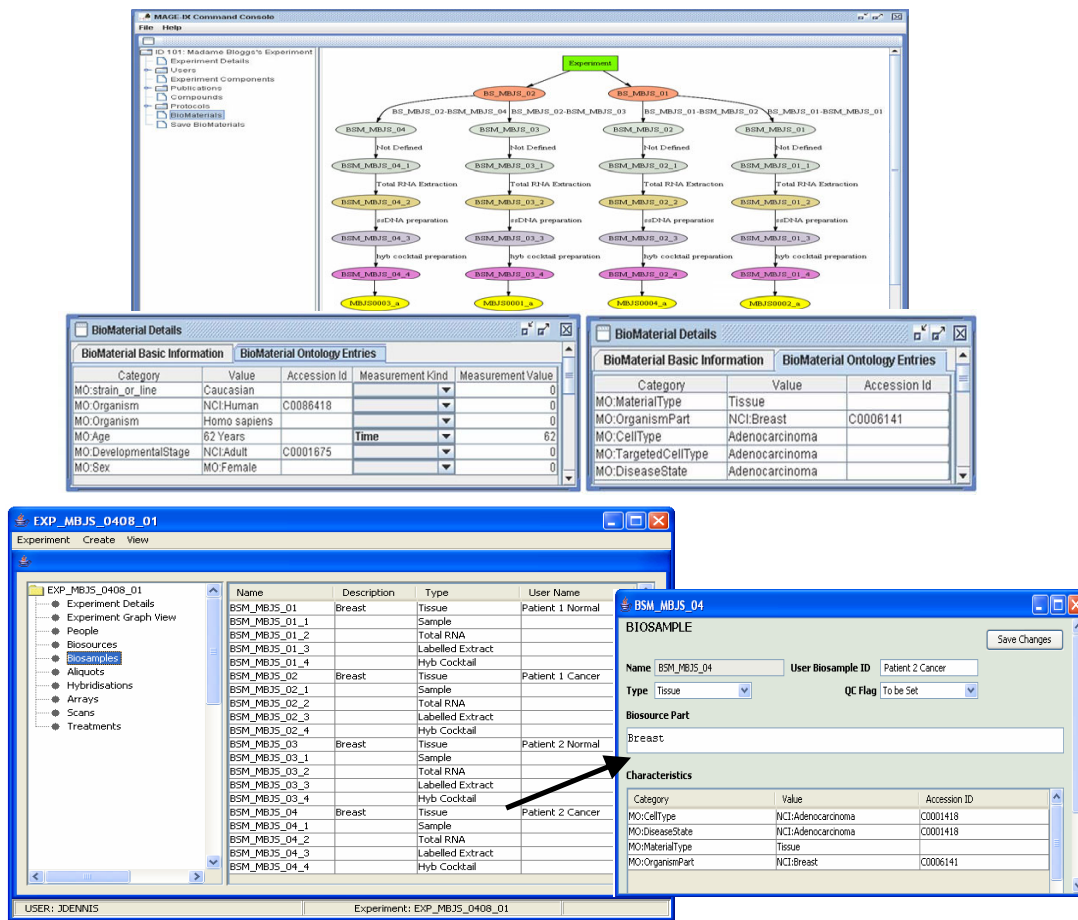 MAGE-IX Command Console
File Help
ID 101: Madame Bloggs's Experiment
Experiment Details
Users
Experiment Components
Publications
Compounds
Protocols
BioMaterials
Save BioMaterials
Experiment
BS_MBJS_02 BS_MBJS_01
BS_MBJS_02-BSM_MBJS_04 BS_MBJS_02-BSM_MBJS_03 BS_MBJS_01-BSM_MBJS_02 BS_MBJS_01-BSM_MBJS_01
BSM_MBJS_04 BSM_MBJS_03 BSM_MBJS_02 BSM_MBJS_01
Not Defined Not Defined Not Defined Not Defined
BSM_MBJS_04_1 BSM_MBJS_03_1 BSM_MBJS_02_1 BSM_MBJS_01_1
Total RNA Extraction Total RNA Extraction Total RNA Extraction Total RNA Extraction
BSM_MBJS_04_2 BSM_MBJS_03_2 BSM_MBJS_02_2 BSM_MBJS_01_2
ssDNA preparation ssDNA preparation ssDNA preparation ssDNA preparation
BSM_MBJS_04_3 BSM_MBJS_03_3 BSM_MBJS_02_3 BSM_MBJS_01_3
hyb cocktail preparation hyb cocktail preparation hyb cocktail preparation hyb cocktail preparation
BSM_MBJS_04_4 BSM_MBJS_03_4 BSM_MBJS_02_4 BSM_MBJS_01_4
MBJS0003_a MBJS0001_a MBJS0004_a MBJS0002_a
BioMaterial Details
BioMaterial Basic Information BioMaterial Ontology Entries
Category Value Accession Id Measurement Kind Measurement Value
MO:strain_or_line Caucasian 0
MO:Organism NCI:Human C0086418 0
MO:Organism Homo sapiens 0
MO:Age 62 Years Time 62
MO:DevelopmentalStage NCI:Adult C0001675 0
MO:Sex MO:Female 0
BioMaterial Details
BioMaterial Basic Information BioMaterial Ontology Entries
Category Value Accession Id
MO:MaterialType Tissue
MO:OrganismPart NCI:Breast C0006141
MO:CellType Adenocarcinoma
MO:TargetedCellType Adenocarcinoma
MO:DiseaseState Adenocarcinoma
EXP_MBJS_0408_01
Experiment Create View
EXP_MBJS_0408_01
Experiment Details
Experiment Graph View
People
Biosources
Biosamples
Aliquots
Hybridisations
Arrays
Scans
Treatments
Name Description Type User Name
BSM_MBJS_01 Breast Tissue Patient 1 Normal
BSM_MBJS_01_1 Sample
BSM_MBJS_01_2 Total RNA
BSM_MBJS_01_3 Labelled Extract
BSM_MBJS_01_4 Hyb Cocktail
BSM_MBJS_02 Breast Tissue Patient 1 Cancer
BSM_MBJS_02_1 Sample
BSM_MBJS_02_2 Total RNA
BSM_MBJS_02_3 Labelled Extract
BSM_MBJS_02_4 Hyb Cocktail
BSM_MBJS_03 Breast Tissue Patient 2 Normal
BSM_MBJS_03_1 Sample
BSM_MBJS_03_2 Total RNA
BSM_MBJS_03_3 Labelled Extract
BSM_MBJS_03_4 Hyb Cocktail
BSM_MBJS_04 Breast Tissue Patient 2 Cancer
BSM_MBJS_04_1 Sample
BSM_MBJS_04_2 Total RNA
BSM_MBJS_04_3 Labelled Extract
BSM_MBJS_04_4 Hyb Cocktail
USER: JDENNIS Experiment: EXP_MBJS_0408_01
BSM_MBJS_04
BIOSAMPLE
Save Changes
Name BSM_MBJS_04 User Biosample ID Patient 2 Cancer
Type Tissue QC Flag To be Set
Biosource Part
Breast
Characteristics
Category Value Accession ID
MO:CellType NCI:Adenocarcinoma C0001418
MO:DiseaseState NCI:Adenocarcinoma C0001418
MO:MaterialType Tissue
MO:OrganismPart NCI:Breast C0006141